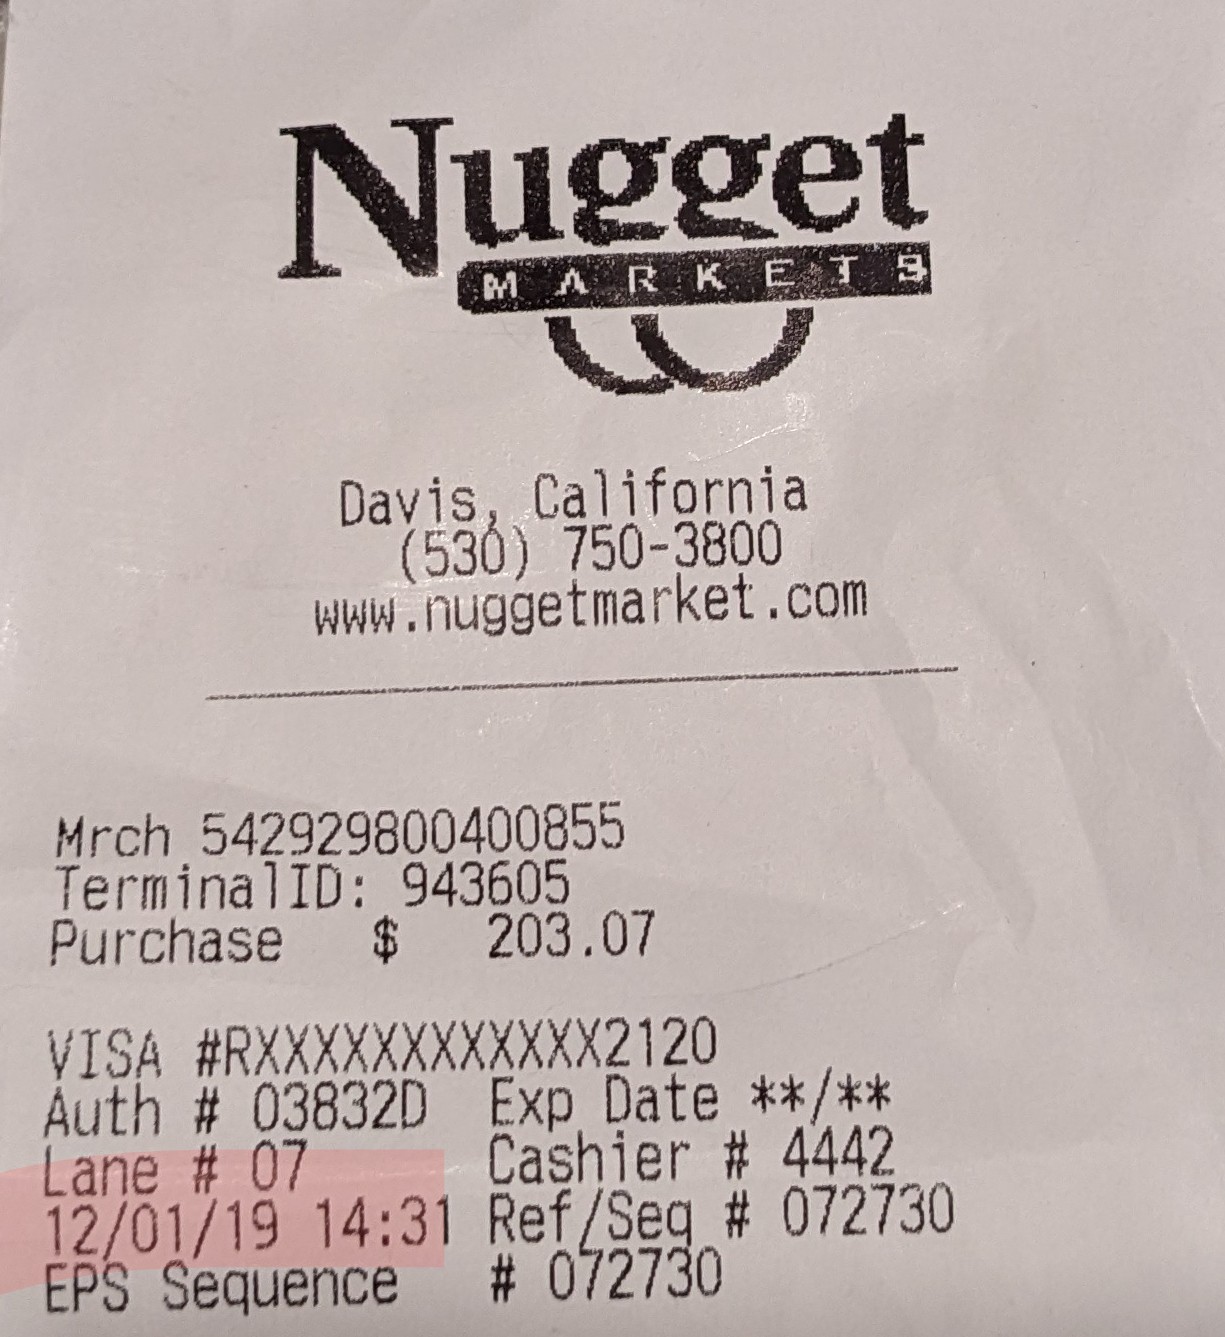 Nugget
MARKETS
Davis, California
(530) 750-3800
www.nuggetmarket.com
Mrch 542929800400855
TerminalID: 943605
Purchase $ 203.07
VISA #RXXXXXXXXXXXX2120
Auth # 03832D Exp Date **/**
Lane # 07 Cashier # 4442
12/01/19 14:31 Ref/Seq # 072730
EPS Sequence # 072730